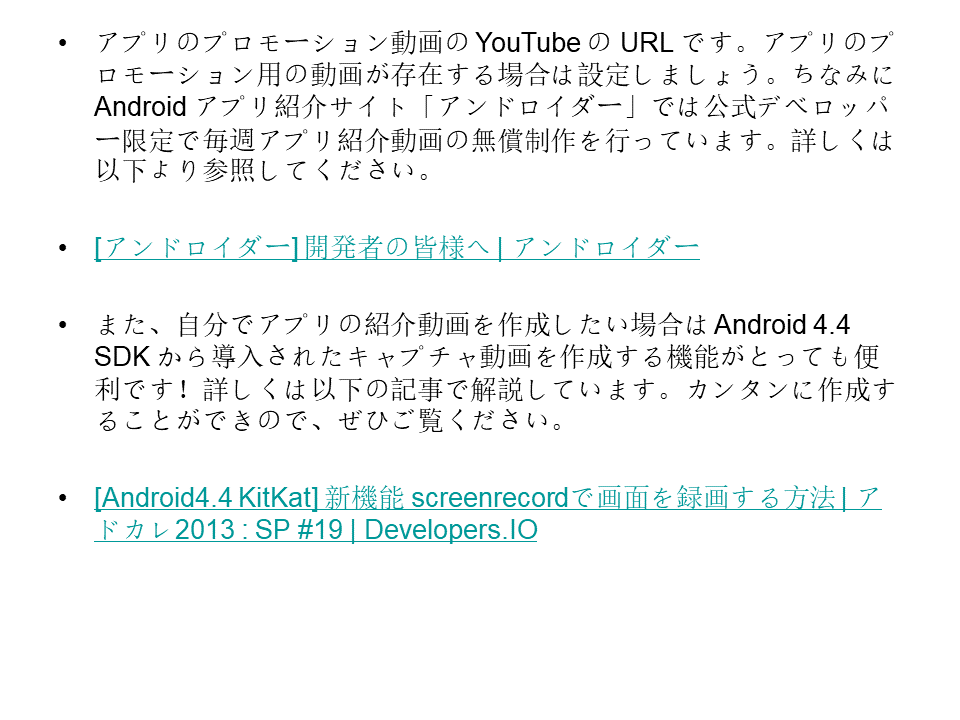 • アプリのプロモーション動画の YouTube の URL です。アプリのプ
ロモーション用の動画が存在する場合は設定しましょう。ちなみに
Android アプリ紹介サイト「アンドロイダー」では公式デベロッパ
ー限定で毎週アプリ紹介動画の無償制作を行っています。詳しくは
以下より参照してください。
• [アンドロイダー] 開発者の皆様へ | アンドロイダー
• また、自分でアプリの紹介動画を作成したい場合は Android 4.4
SDK から導入されたキャプチャ動画を作成する機能がとっても便
利です！詳しくは以下の記事で解説しています。カンタンに作成す
ることができので、ぜひご覧ください。
• [Android4.4 KitKat] 新機能 screenrecordで画面を録画する方法 | ア
ドカレ2013 : SP #19 | Developers.IO